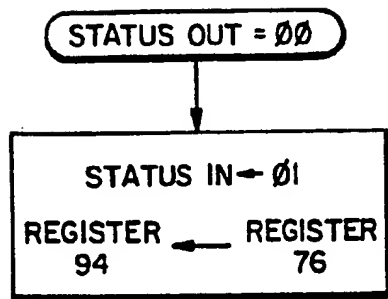 STATUS OUT = ØØ
STATUS IN ← Ø1
REGISTER ← REGISTER
94 76